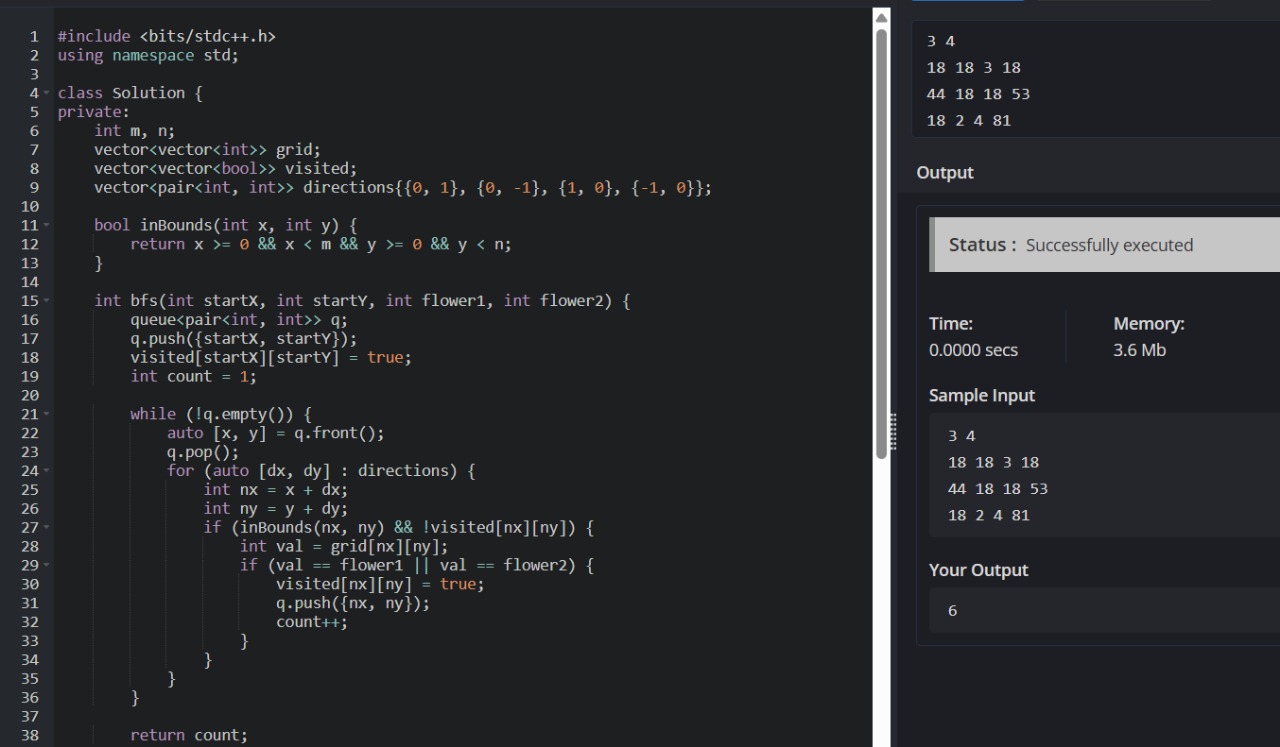 1 #include <bits/stdc++.h>
2 using namespace std;
3
4 class Solution {
5 private:
6     int m, n;
7     vector<vector<int>> grid;
8     vector<vector<bool>> visited;
9     vector<pair<int, int>> directions{{0, 1}, {0, -1}, {1, 0}, {-1, 0}};
10
11     bool inBounds(int x, int y) {
12         return x >= 0 && x < m && y >= 0 && y < n;
13     }
14
15     int bfs(int startX, int startY, int flower1, int flower2) {
16         queue<pair<int, int>> q;
17         q.push({startX, startY});
18         visited[startX][startY] = true;
19         int count = 1;
20
21         while (!q.empty()) {
22             auto [x, y] = q.front();
23             q.pop();
24             for (auto [dx, dy] : directions) {
25                 int nx = x + dx;
26                 int ny = y + dy;
27                 if (inBounds(nx, ny) && !visited[nx][ny]) {
28                     int val = grid[nx][ny];
29                     if (val == flower1 || val == flower2) {
30                         visited[nx][ny] = true;
31                         q.push({nx, ny});
32                         count++;
33                     }
34                 }
35             }
36         }
37
38         return count;
3 4
18 18 3 18
44 18 18 53
18 2 4 81
Output
Status : Successfully executed
Time: Memory:
0.0000 secs 3.6 Mb
Sample Input
3 4
18 18 3 18
44 18 18 53
18 2 4 81
Your Output
6